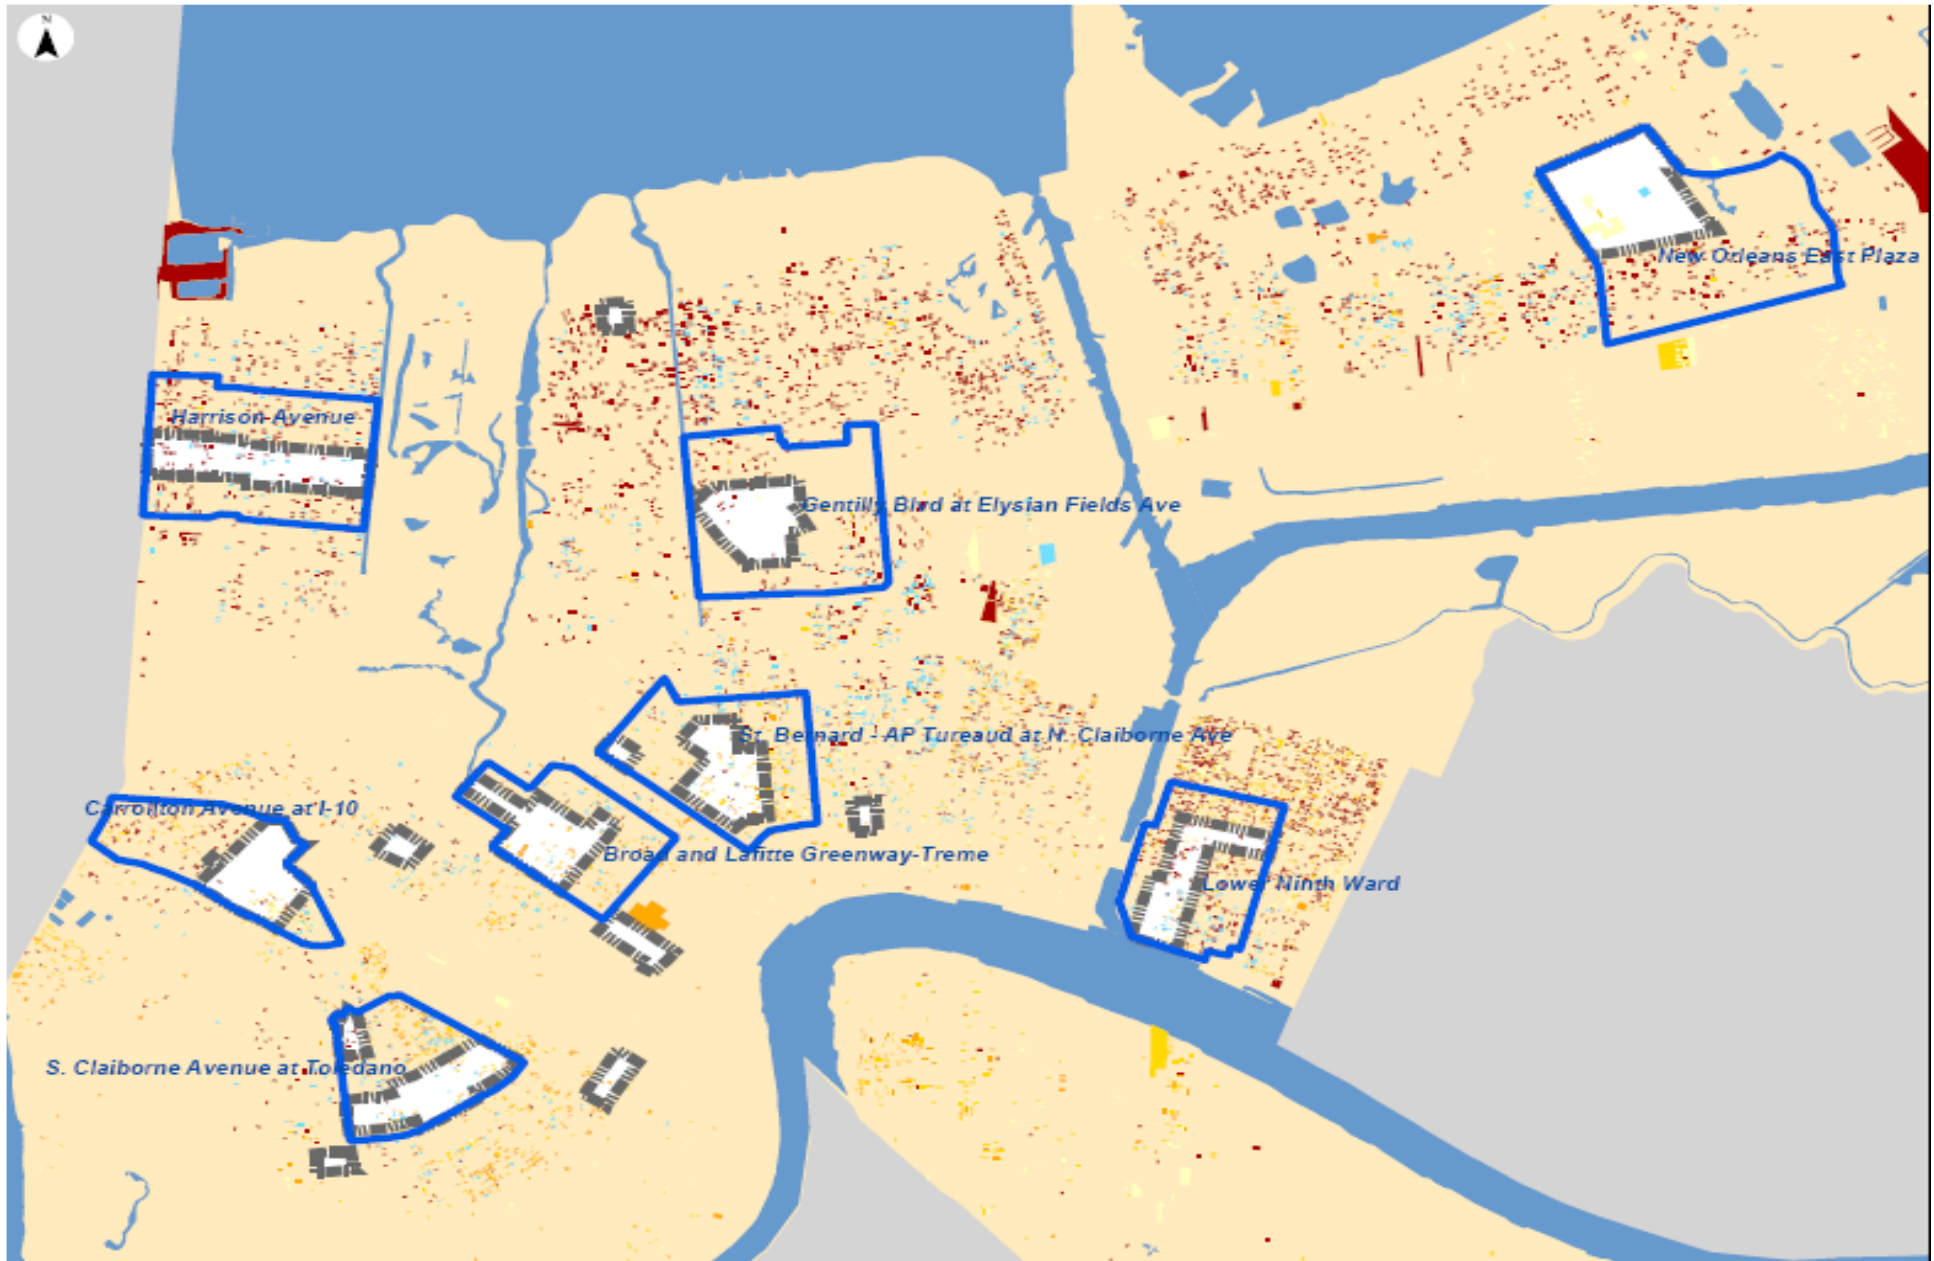 N
New Orleans East Plaza
Harrison Avenue
Gentilly Blvd at Elysian Fields Ave
St. Bernard - AP Tureaud at N. Claiborne Ave
Carrollton Avenue at I-10
Broad and Lafitte Greenway-Treme
Lower Ninth Ward
S. Claiborne Avenue at Toledano